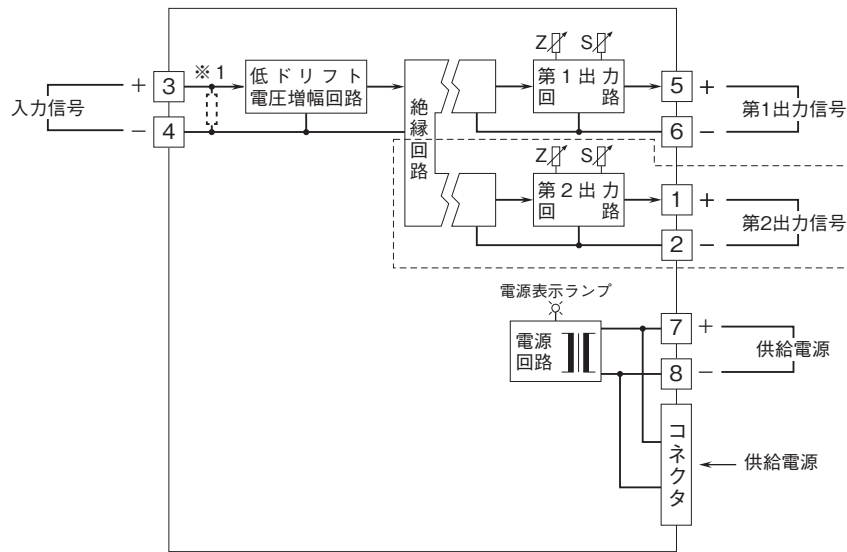 Z S
※1
+ 3 低ドリフト 第1出力 5 +
電圧増幅回路 回 路
入力信号 絶縁回路 第1出力信号
− 4 6 −
Z S
第2出力 1 +
回 路
第2出力信号
2 −
電源表示ランプ
7 +
電源
回路 供給電源
8 −
コネクタ 供給電源